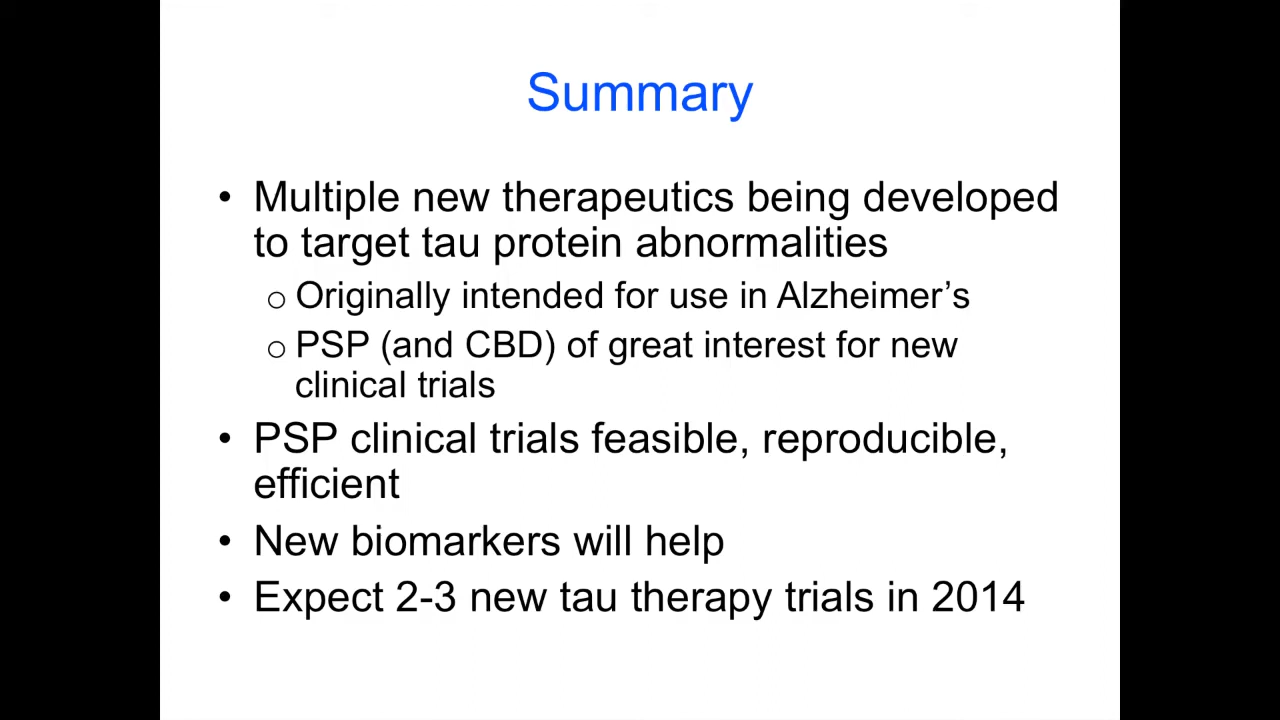 Summary
• Multiple new therapeutics being developed
to target tau protein abnormalities
o Originally intended for use in Alzheimer’s
o PSP (and CBD) of great interest for new
clinical trials
• PSP clinical trials feasible, reproducible,
efficient
• New biomarkers will help
• Expect 2-3 new tau therapy trials in 2014